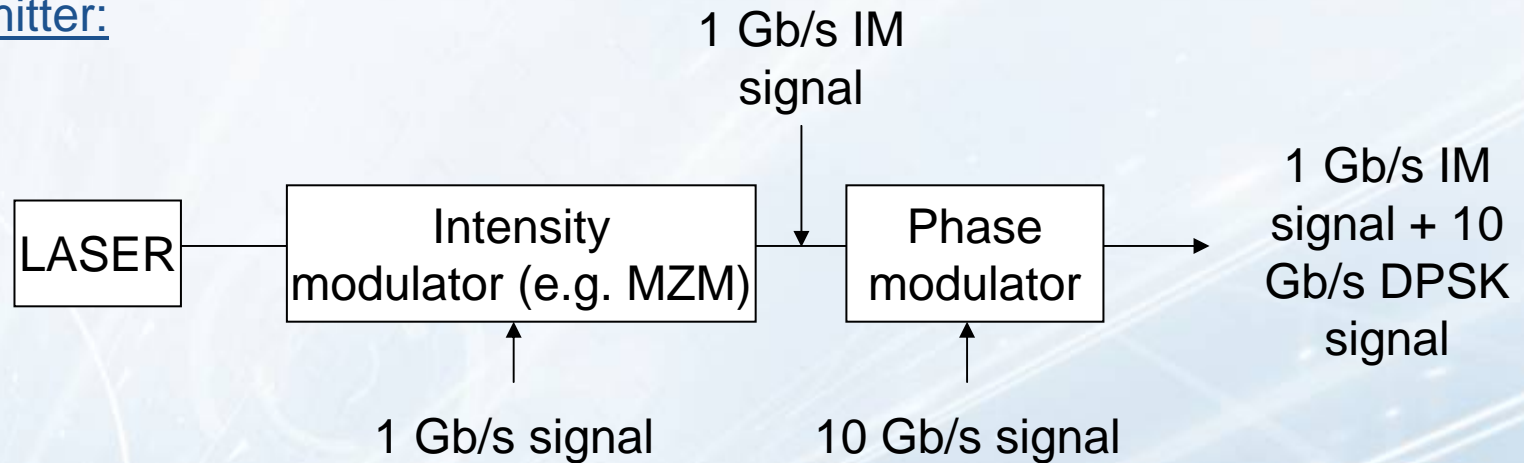 1 Gb/s IM
signal
LASER
Intensity
modulator (e.g. MZM)
Phase
modulator
1 Gb/s IM
signal + 10
Gb/s DPSK
signal
1 Gb/s signal
10 Gb/s signal